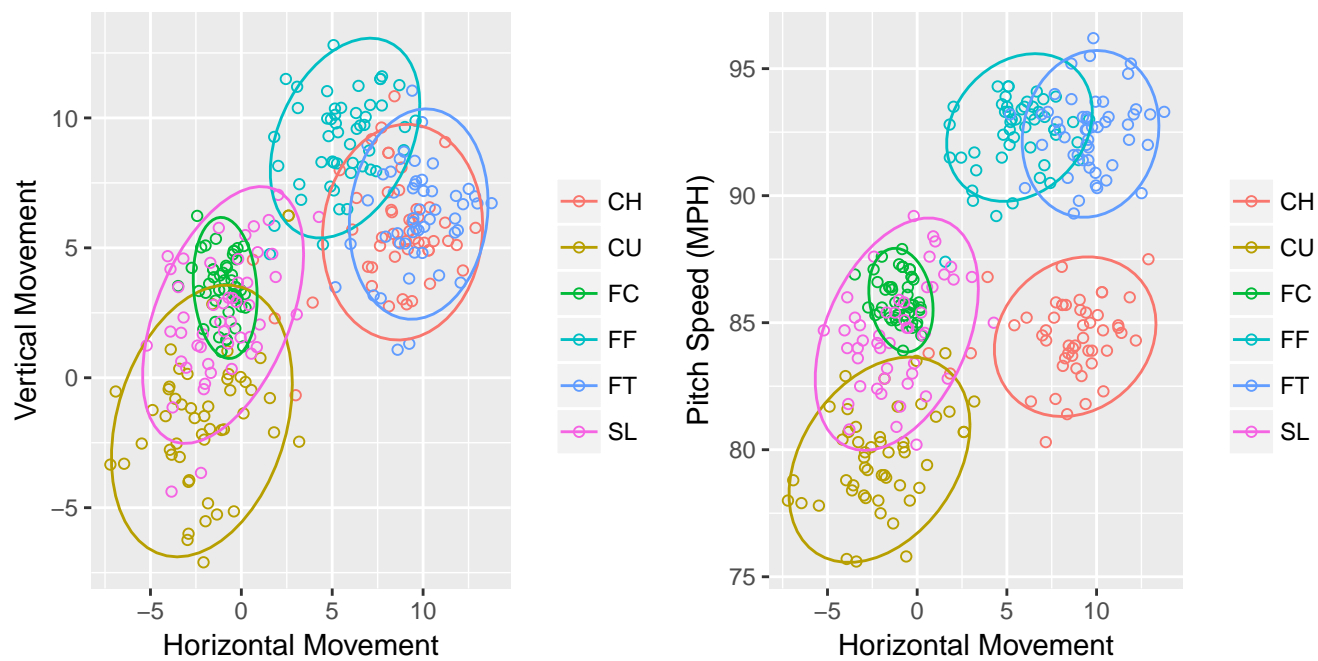 10
5
0
−5
Vertical Movement
−5 0 5 10
Horizontal Movement
CH
CU
FC
FF
FT
SL
95
90
85
80
75
Pitch Speed (MPH)
−5 0 5 10
Horizontal Movement
CH
CU
FC
FF
FT
SL